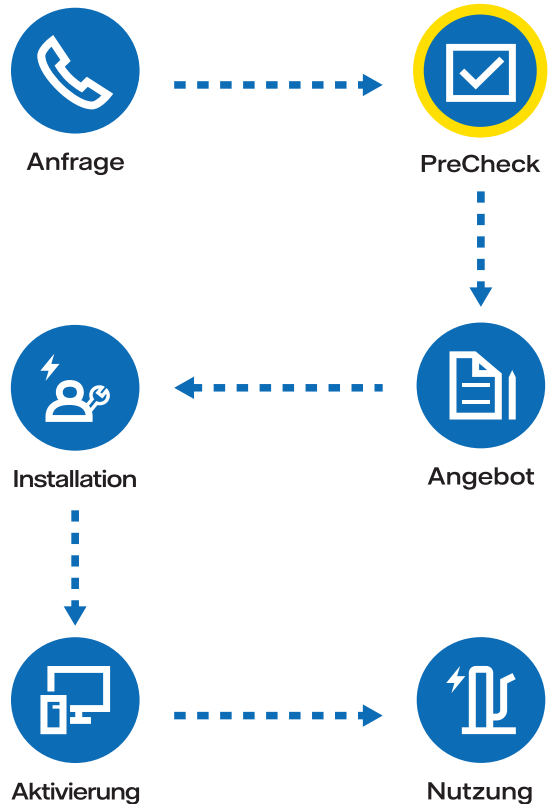 Anfrage
PreCheck
Angebot
Installation
Aktivierung
Nutzung